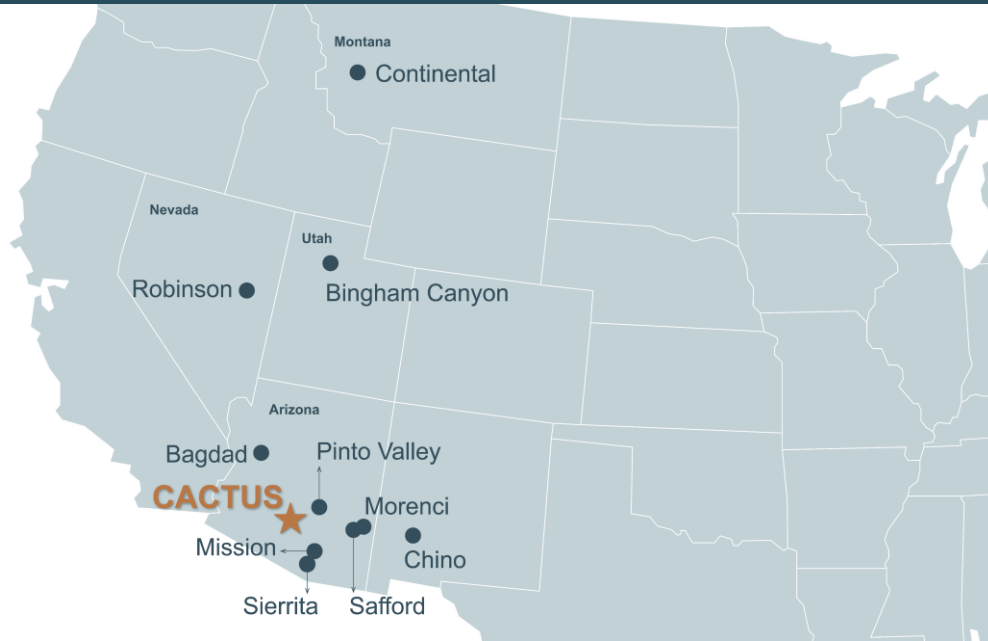 Montana
Continental
Nevada
Utah
Robinson
Bingham Canyon
Arizona
Bagdad
Pinto Valley
CACTUS
Morenci
Mission
Chino
Sierrita
Safford